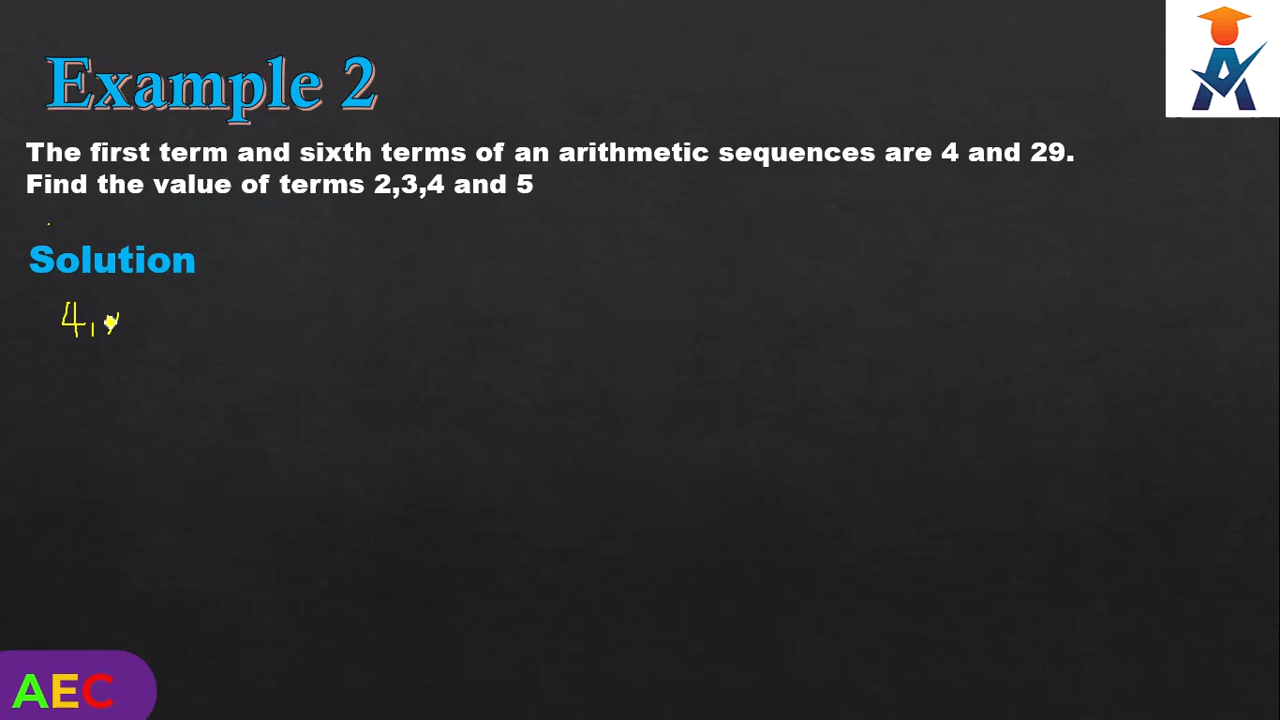 Example 2
The first term and sixth terms of an arithmetic sequences are 4 and 29.
Find the value of terms 2,3,4 and 5
Solution
4,
AEC